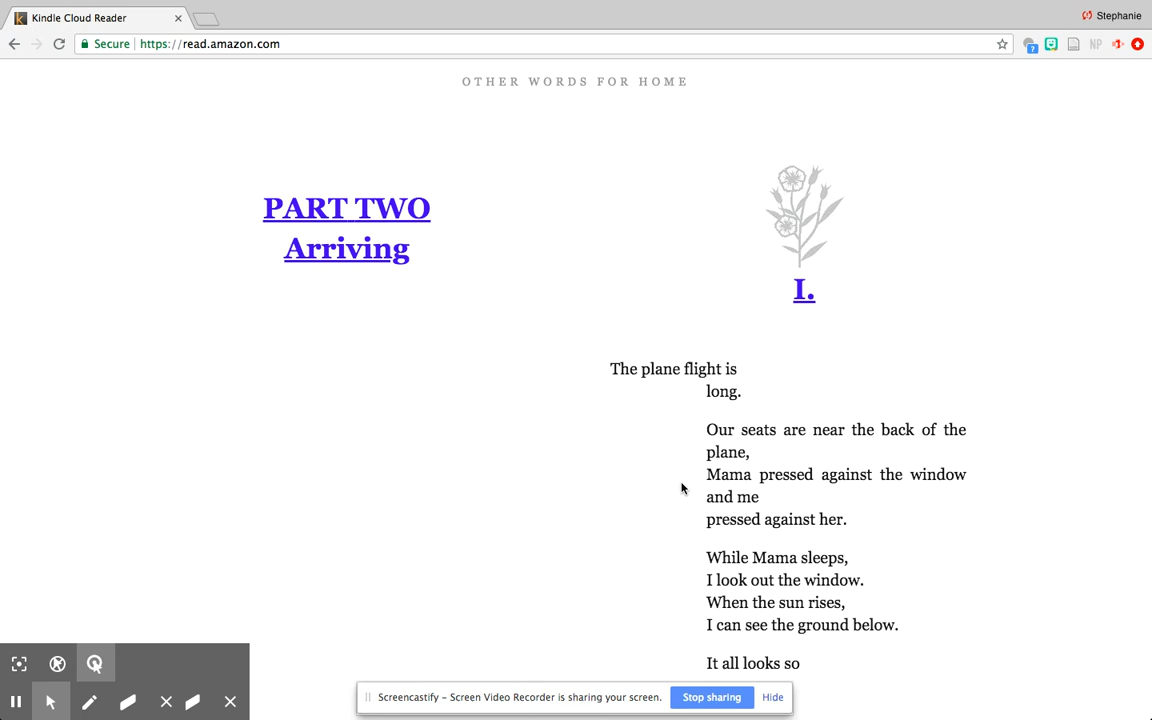 Kindle Cloud Reader
Stephanie
Secure https://read.amazon.com
NP
OTHER WORDS FOR HOME
PART TWO
Arriving
I.
The plane flight is
long.
Our seats are near the back of the
plane,
Mama pressed against the window
and me
pressed against her.
While Mama sleeps,
I look out the window.
When the sun rises,
I can see the ground below.
It all looks so
Screencastify – Screen Video Recorder is sharing your screen.
Stop sharing
Hide